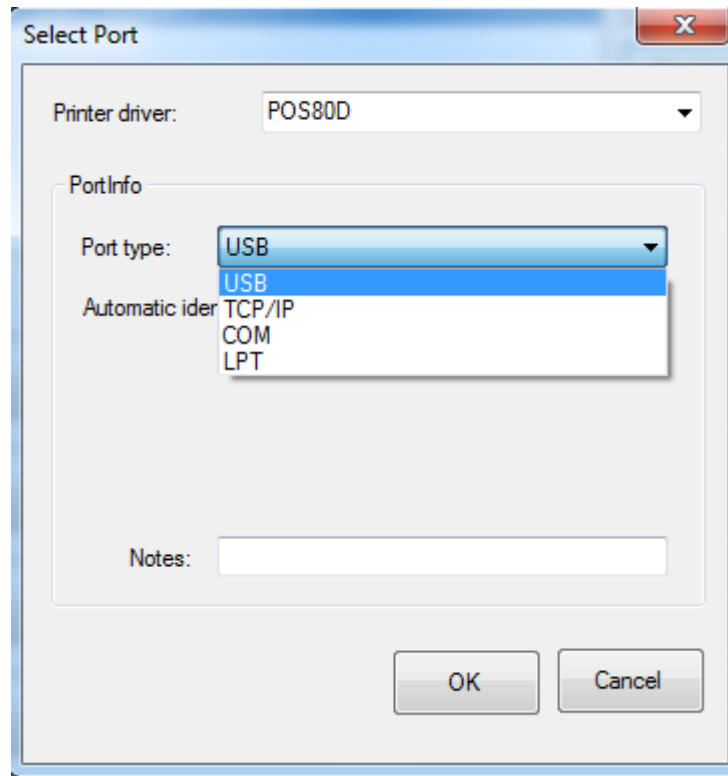 Select Port
Printer driver: POS80D
PortInfo
Port type: USB
USB
Automatic ider TCP/IP
COM
LPT
Notes:
OK Cancel